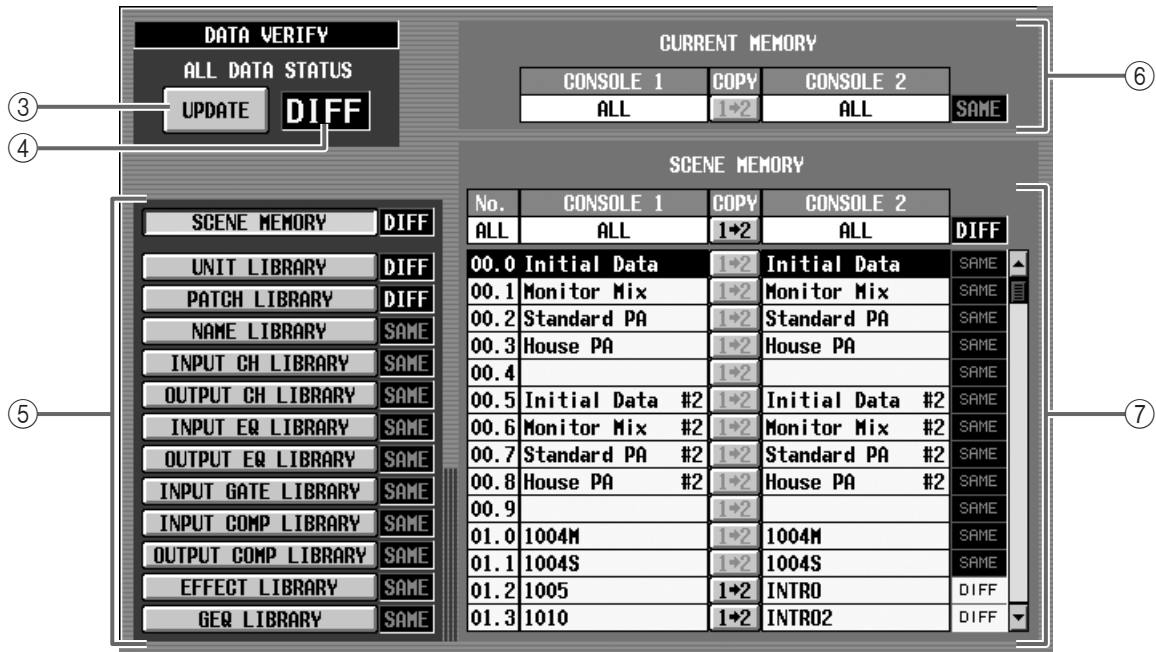 DATA VERIFY
ALL DATA STATUS
③ UPDATE DIFF
④
CURRENT MEMORY
CONSOLE 1 COPY CONSOLE 2
ALL 1→2 ALL SAME
⑥
⑤
SCENE MEMORY DIFF
UNIT LIBRARY DIFF
PATCH LIBRARY DIFF
NAME LIBRARY SAME
INPUT CH LIBRARY SAME
OUTPUT CH LIBRARY SAME
INPUT EQ LIBRARY SAME
OUTPUT EQ LIBRARY SAME
INPUT GATE LIBRARY SAME
INPUT COMP LIBRARY SAME
OUTPUT COMP LIBRARY SAME
EFFECT LIBRARY SAME
GEQ LIBRARY SAME
SCENE MEMORY
No. CONSOLE 1 COPY CONSOLE 2
ALL ALL 1→2 ALL DIFF
00.0 Initial Data 1→2 Initial Data SAME
00.1 Monitor Mix 1→2 Monitor Mix SAME
00.2 Standard PA 1→2 Standard PA SAME
00.3 House PA 1→2 House PA SAME
00.4 1→2 SAME
00.5 Initial Data #2 1→2 Initial Data #2 SAME
00.6 Monitor Mix #2 1→2 Monitor Mix #2 SAME
00.7 Standard PA #2 1→2 Standard PA #2 SAME
00.8 House PA #2 1→2 House PA #2 SAME
00.9 1→2 SAME
01.0 1004M 1→2 1004M SAME
01.1 1004S 1→2 1004S SAME
01.2 1005 1→2 INTRO DIFF
01.3 1010 1→2 INTRO2 DIFF
⑦